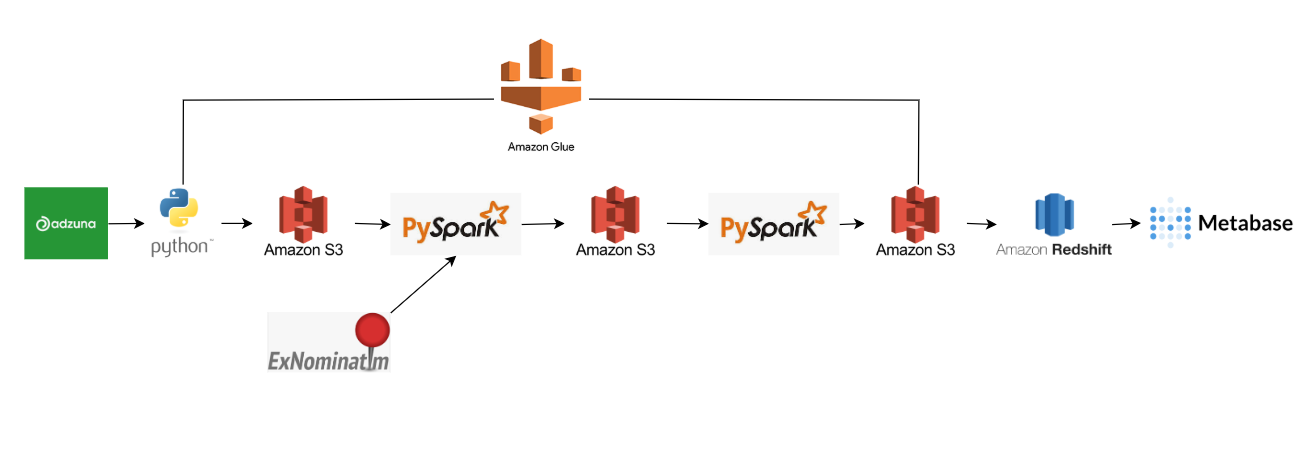 Amazon Glue
adzuna
python™
Amazon S3
PySpark
Amazon S3
PySpark
Amazon S3
Amazon Redshift
Metabase
ExNominatim